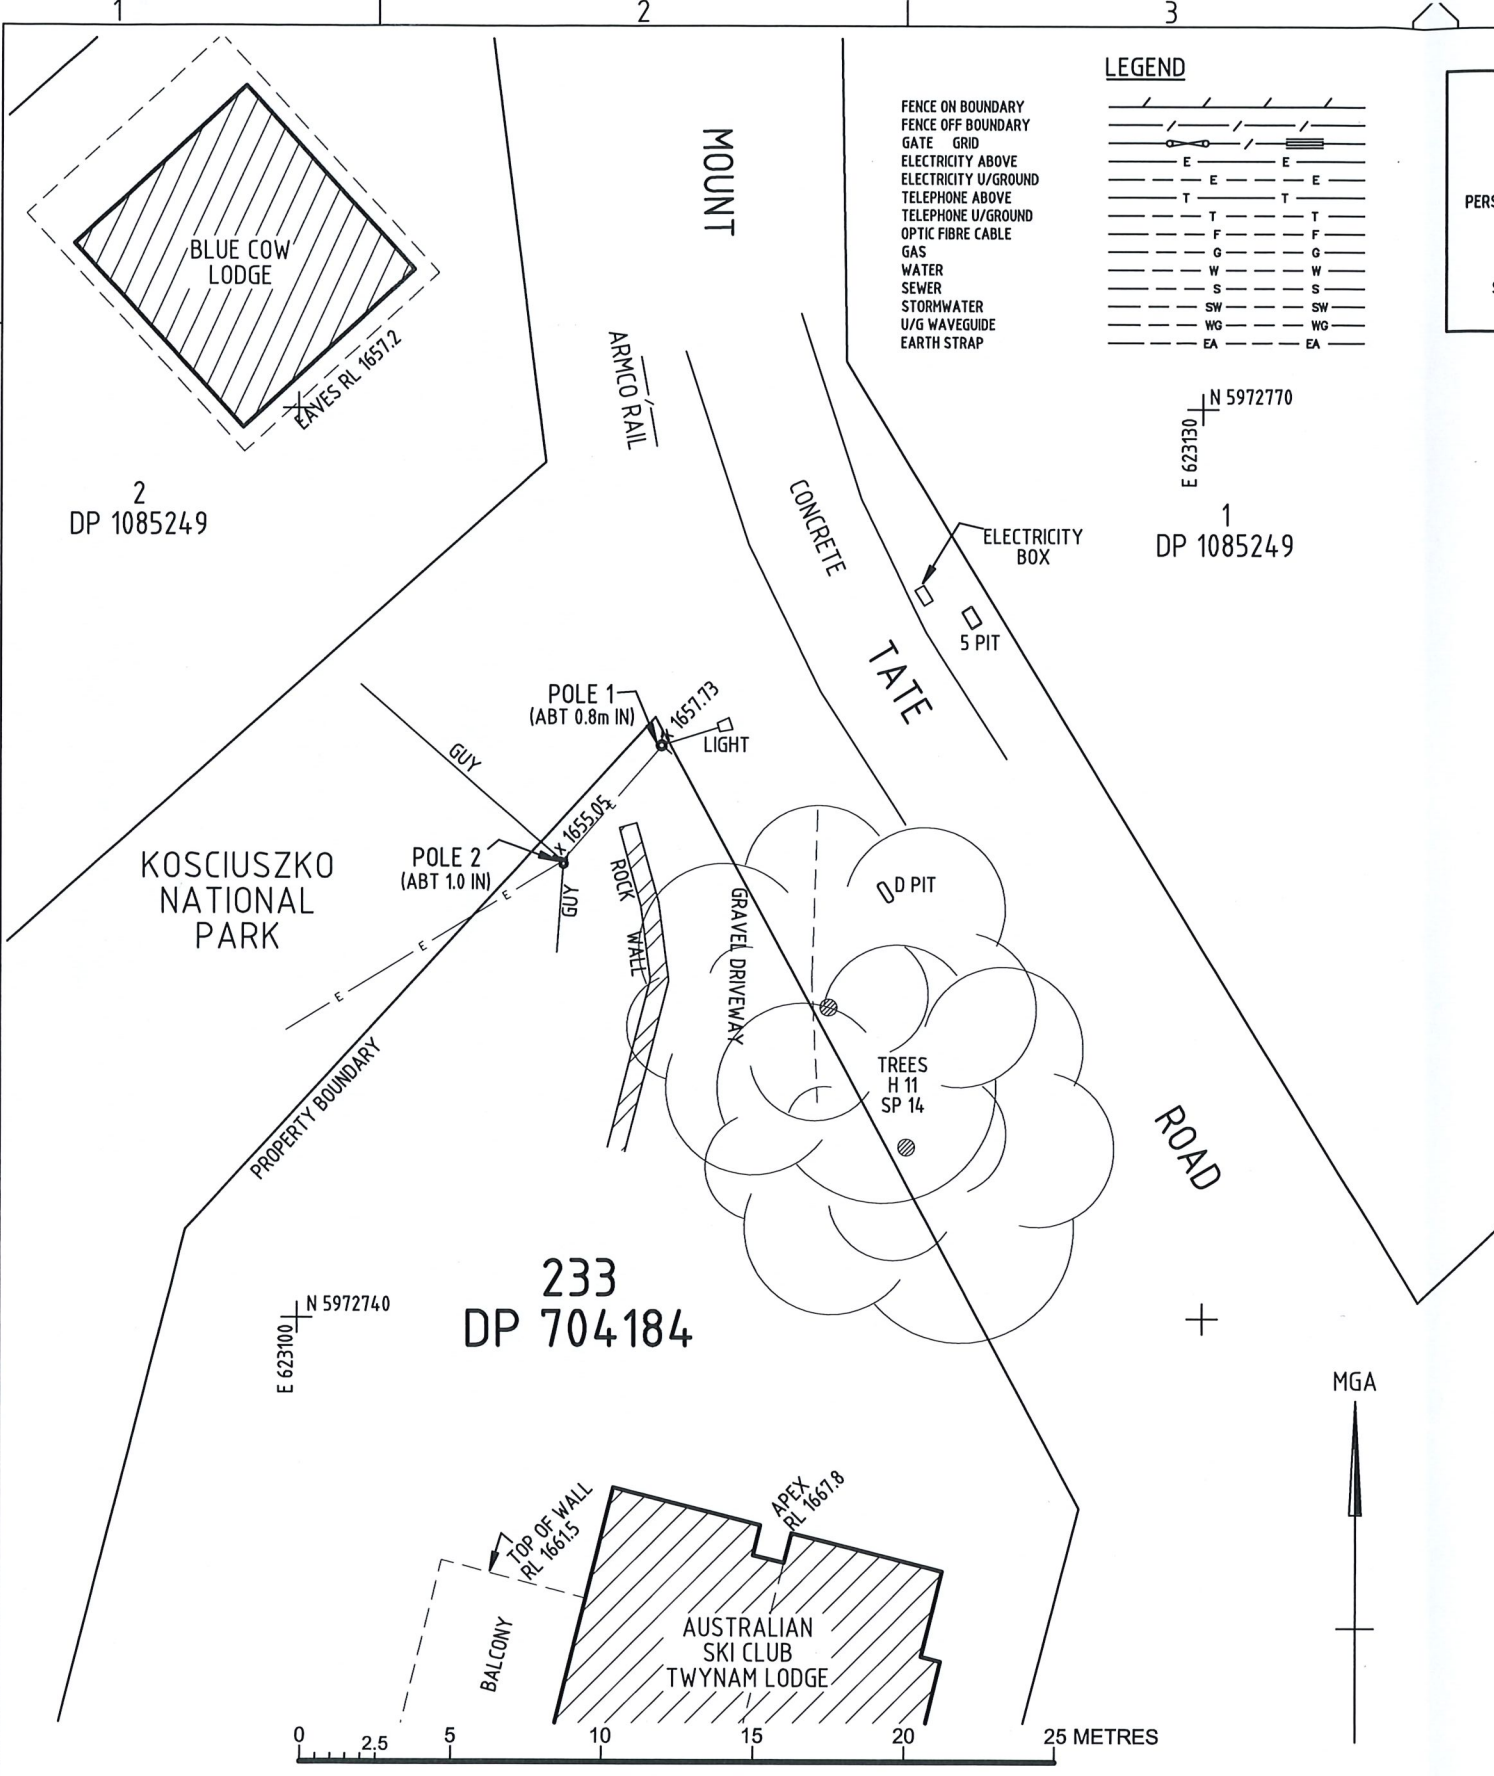 1
2
3
LEGEND
FENCE ON BOUNDARY
FENCE OFF BOUNDARY
GATE GRID
ELECTRICITY ABOVE E E
ELECTRICITY U/GROUND E E
TELEPHONE ABOVE T T
TELEPHONE U/GROUND T T
OPTIC FIBRE CABLE F F
GAS G G
WATER W W
SEWER S S
STORMWATER SW SW
U/G WAVEGUIDE WG WG
EARTH STRAP EA EA
MOUNT
BLUE COW
LODGE
EAVES RL 1657.2
ARMCO RAIL
N 5972770
E 623130
2
DP 1085249
1
DP 1085249
CONCRETE
ELECTRICITY
BOX
5 PIT
TATE
POLE 1
(ABT 0.8m IN)
1657.73
LIGHT
GUY
1655.05
POLE 2
(ABT 1.0 IN)
E
E
E
GUY
KOSCIUSZKO
NATIONAL
PARK
ROCK
WALL
GRAVEL DRIVEWAY
D PIT
PROPERTY BOUNDARY
TREES
H 11
SP 14
ROAD
233
DP 704184
N 5972740
E 623100
MGA
TOP OF WALL
RL 1661.5
APEX
RL 1667.8
BALCONY
AUSTRALIAN
SKI CLUB
TWYNAM LODGE
0 2.5 5 10 15 20 25 METRES